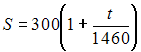 S = 300(1 + t/1460)